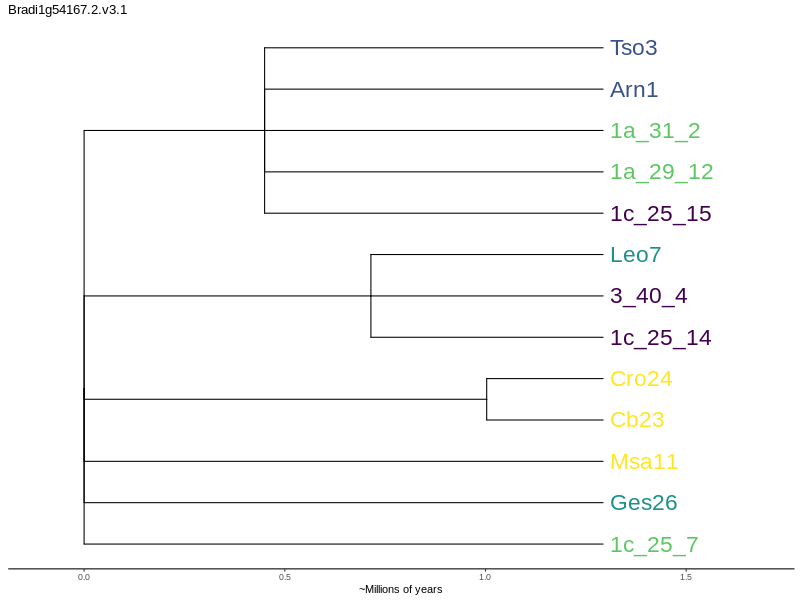 Bradi1g54167.2.v3.1
Tso3
Arn1
1a_31_2
1a_29_12
1c_25_15
Leo7
3_40_4
1c_25_14
Cro24
Cb23
Msa11
Ges26
1c_25_7
0.0 0.5 1.0 1.5
~Millions of years